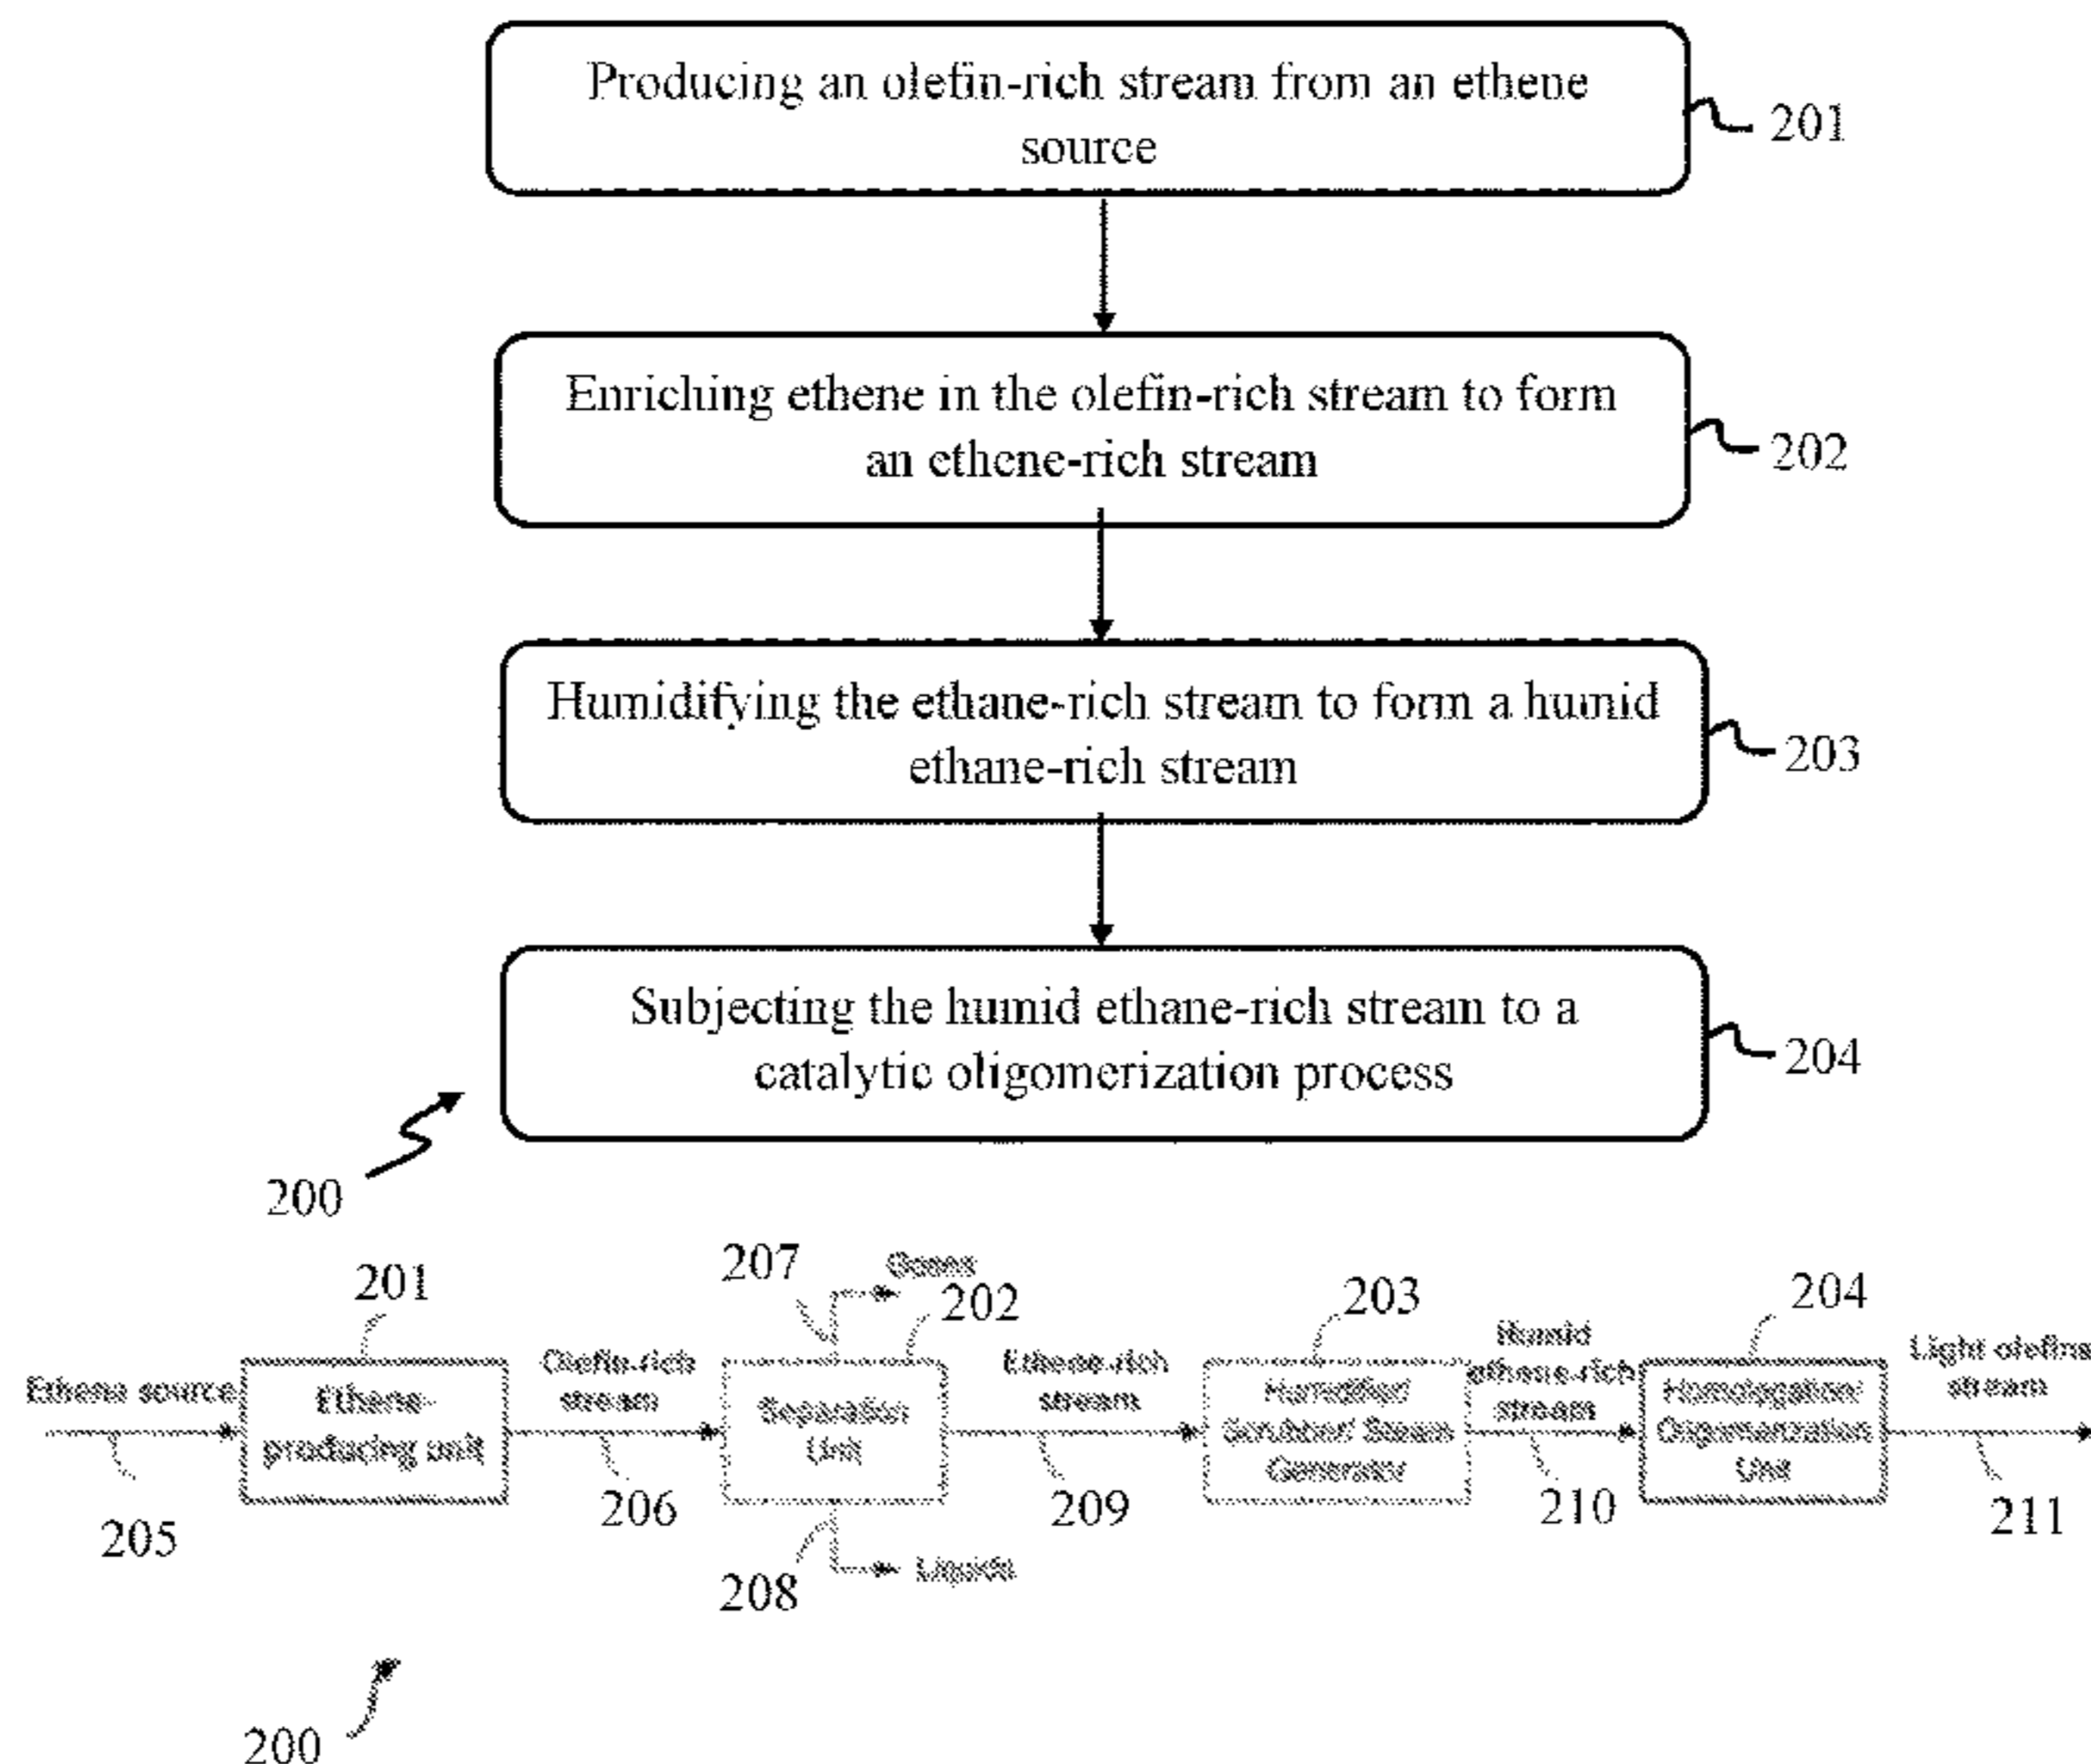 Producing an olefin-rich stream from an ethene
source
201
Enriching ethene in the olefin-rich stream to form
an ethene-rich stream
202
Humidifying the ethane-rich stream to form a humid
ethane-rich stream
203
Subjecting the humid ethane-rich stream to a
catalytic oligomerization process
204
200
207
Gases
202
201
203
204
Ethene source
Ethene-
producing unit
Olefin-rich
stream
Separation
Unit
Ethene-rich
stream
Humidifier/
Scrubber/ Steam
Generator
Humid
ethene-rich
stream
Homologation/
Oligomerization
Unit
Light olefins
stream
205
206
208
Liquids
209
210
211
200